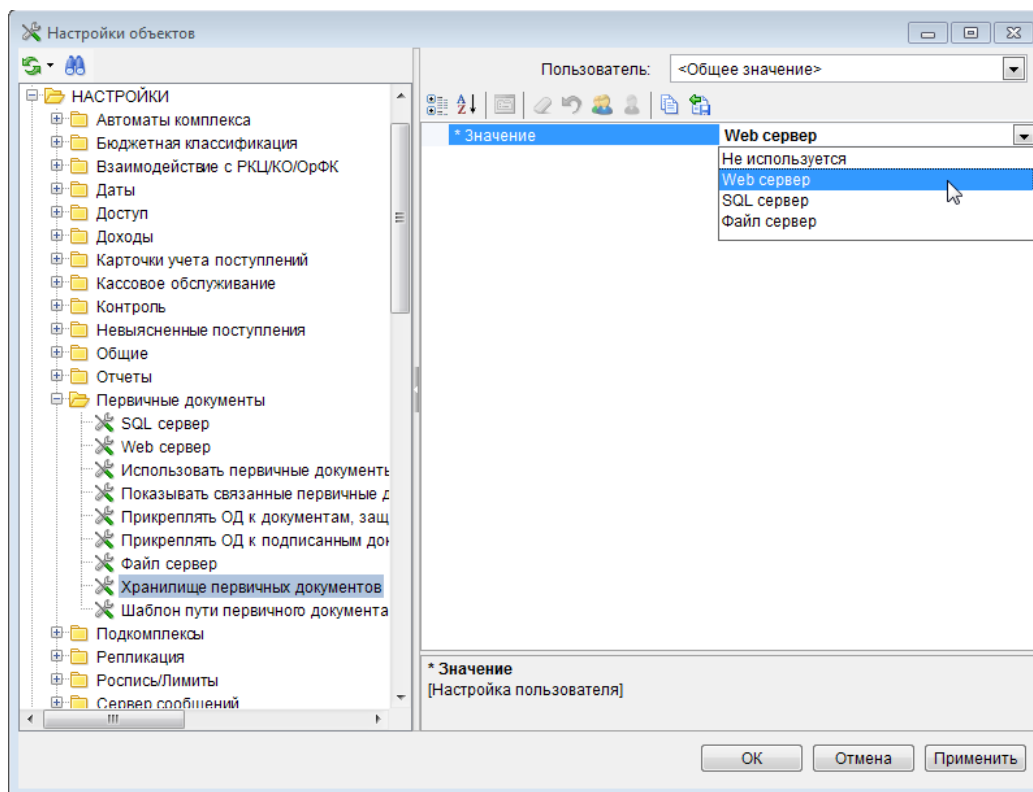 Настройки объектов
Пользователь: <Общее значение>
НАСТРОЙКИ
Автоматы комплекса
Бюджетная классификация
Взаимодействие с РКЦ/КО/ОрФК
Даты
Доступ
Доходы
Карточки учета поступлений
Кассовое обслуживание
Контроль
Невыясненные поступления
Общие
Отчеты
Первичные документы
SQL сервер
Web сервер
Использовать первичные документь
Показывать связанные первичные д
Прикреплять ОД к документам, защ
Прикреплять ОД к подписанным док
Файл сервер
Хранилище первичных документов
Шаблон пути первичного документа
Подкомплексы
Репликация
Роспись/Лимиты
Сервер сообщений
* Значение Web сервер
Не используется
Web сервер
SQL сервер
Файл сервер
* Значение
[Настройка пользователя]
ОК Отмена Применить